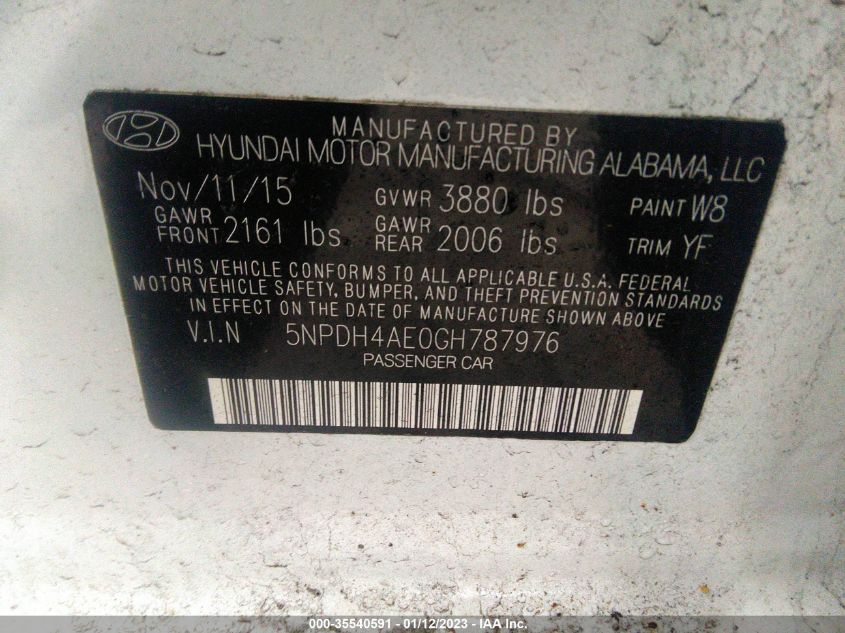 MANUFACTURED BY
HYUNDAI MOTOR MANUFACTURING ALABAMA, LLC
Nov/11/15 GVWR 3880 lbs PAINT W8
GAWR FRONT 2161 lbs GAWR REAR 2006 lbs TRIM YF
THIS VEHICLE CONFORMS TO ALL APPLICABLE U.S.A. FEDERAL
MOTOR VEHICLE SAFETY, BUMPER, AND THEFT PREVENTION STANDARDS
IN EFFECT ON THE DATE OF MANUFACTURE SHOWN ABOVE
V.I.N 5NPDH4AE0GH787976
PASSENGER CAR
000-35540591 - 01/12/2023 - IAA Inc.